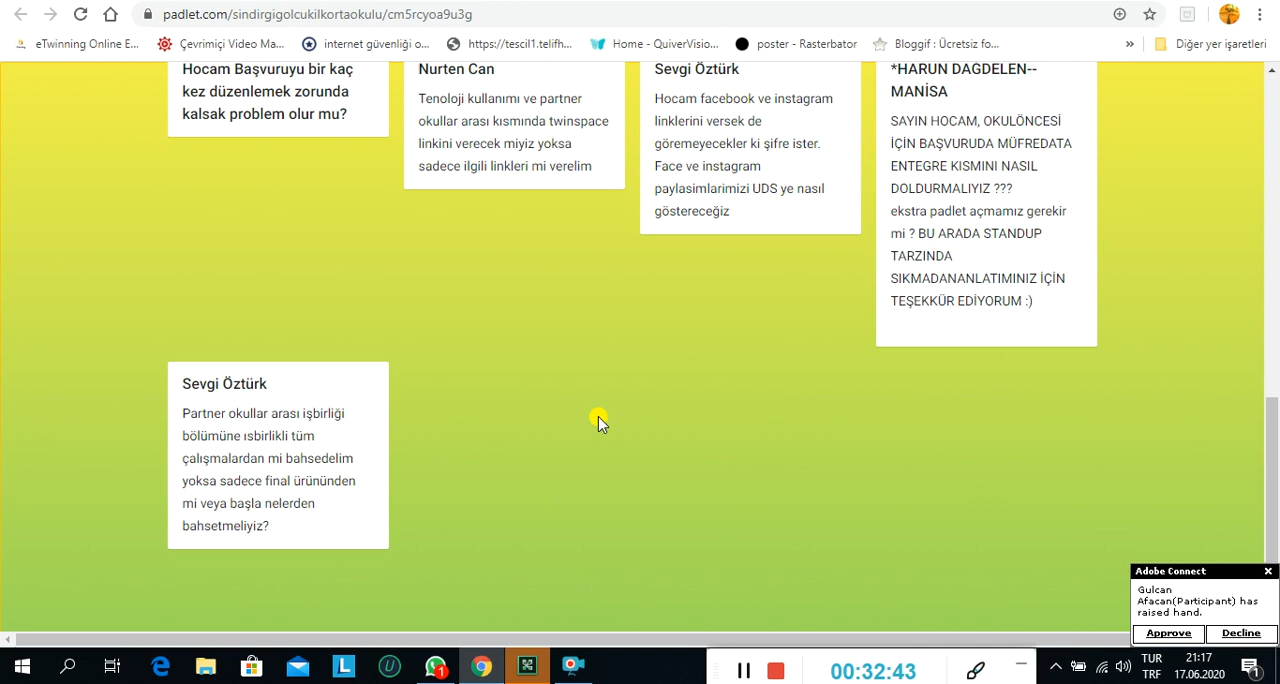 padlet.com/sindirgigolcukilkortaokulu/cm5rcyoa9u3g
eTwinning Online E...
Çevrimiçi Video Ma...
internet güvenliği o...
https://tescil1.telifh...
Home - QuiverVisio...
poster - Rasterbator
Bloggif : Ücretsiz fo...
»
Diğer yer işaretleri
Hocam Başvuruyu bir kaç
kez düzenlemek zorunda
kalsak problem olur mu?
Nurten Can
Tenoloji kullanımı ve partner
okullar arası kısmında twinspace
linkini verecek miyiz yoksa
sadece ilgili linkleri mi verelim
Sevgi Öztürk
Hocam facebook ve instagram
linklerini versek de
göremeyecekler ki şifre ister.
Face ve instagram
paylasimlarimizi UDS ye nasıl
göstereceğiz
*HARUN DAGDELEN--
MANİSA
SAYIN HOCAM, OKULÖNCESİ
İÇİN BAŞVURUDA MÜFREDATA
ENTEGRE KISMINI NASIL
DOLDURMALIYIZ ???
ekstra padlet açmamız gerekir
mi ? BU ARADA STANDUP
TARZINDA
SIKMADANANLATIMINIZ İÇİN
TEŞEKKÜR EDİYORUM :)
Sevgi Öztürk
Partner okullar arası işbirliği
bölümüne ısbirlikli tüm
çalışmalardan mi bahsedelim
yoksa sadece final ürününden
mi veya başla nelerden
bahsetmeliyiz?
Adobe Connect
Gulcan
Afacan(Participant) has
raised hand.
Approve
Decline
L
U
1
00:32:43
TUR
TRF
21:17
17.06.2020
1